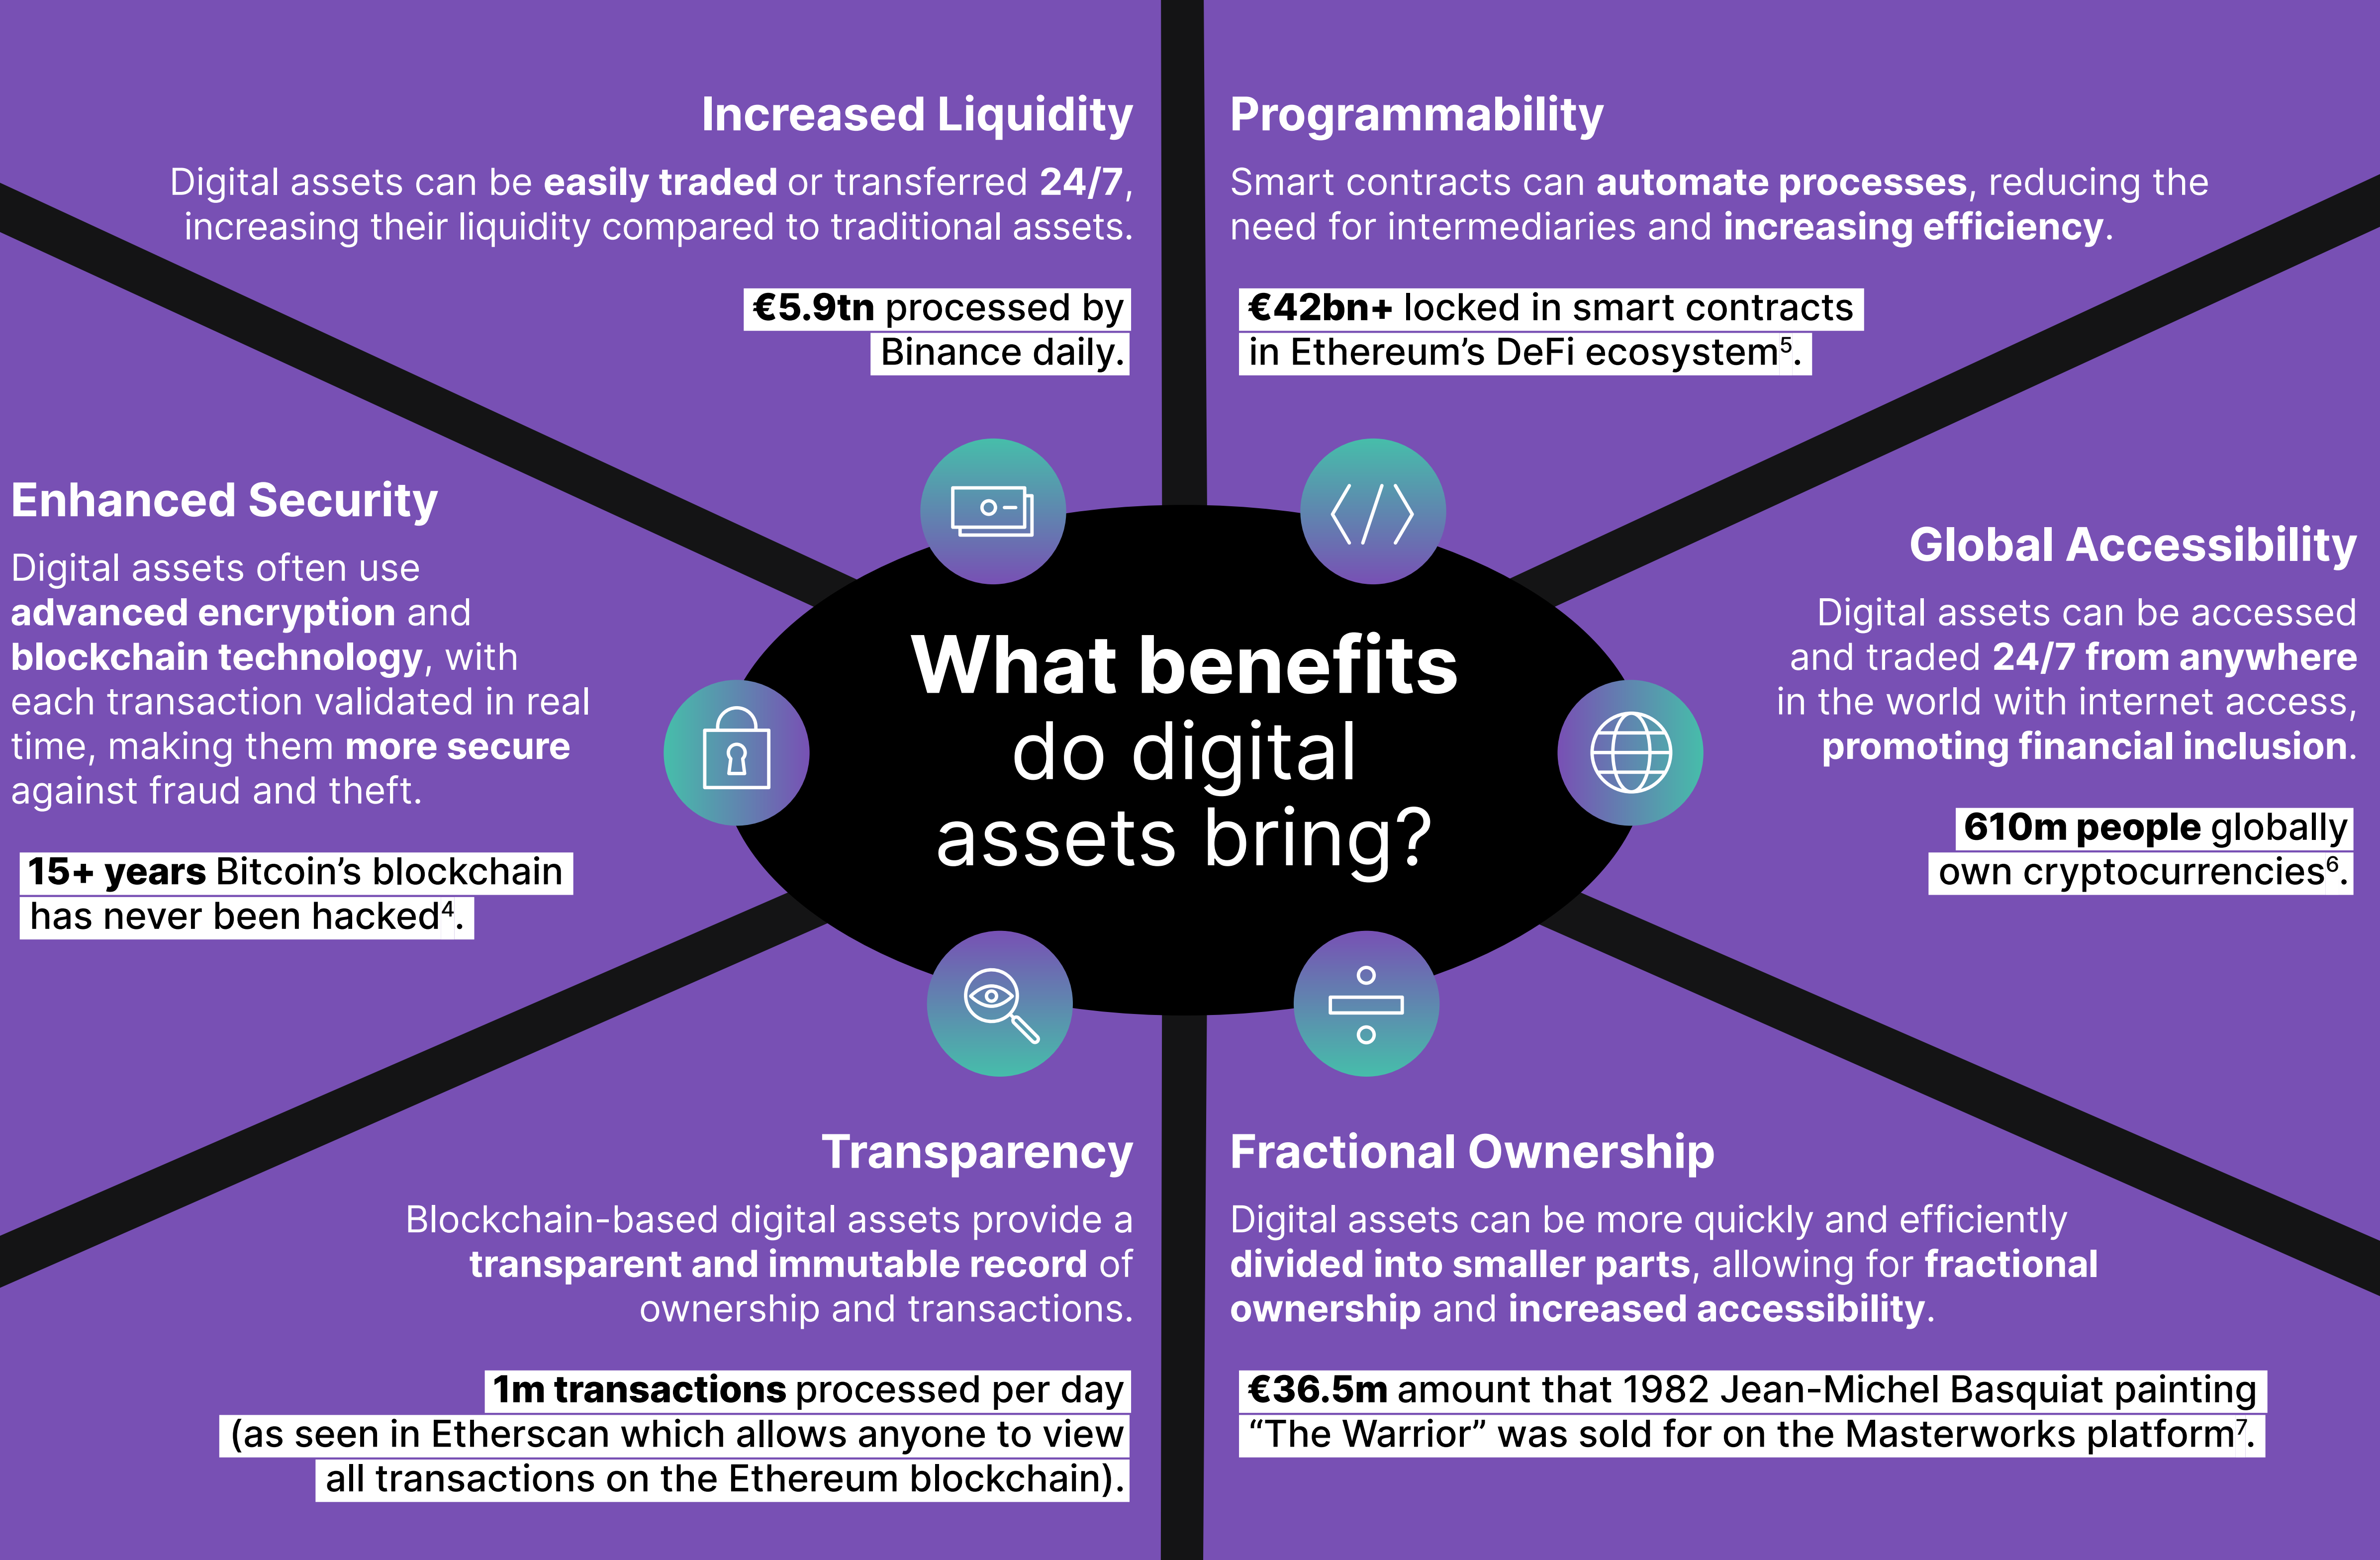 Increased Liquidity
Digital assets can be easily traded or transferred 24/7,
increasing their liquidity compared to traditional assets.
€5.9tn processed by
Binance daily.
Programmability
Smart contracts can automate processes, reducing the
need for intermediaries and increasing efficiency.
€42bn+ locked in smart contracts
in Ethereum’s DeFi ecosystem⁵.
Enhanced Security
Digital assets often use
advanced encryption and
blockchain technology, with
each transaction validated in real
time, making them more secure
against fraud and theft.
15+ years Bitcoin’s blockchain
has never been hacked⁴.
What benefits
do digital
assets bring?
Global Accessibility
Digital assets can be accessed
and traded 24/7 from anywhere
in the world with internet access,
promoting financial inclusion.
610m people globally
own cryptocurrencies⁶.
Transparency
Blockchain-based digital assets provide a
transparent and immutable record of
ownership and transactions.
1m transactions processed per day
(as seen in Etherscan which allows anyone to view
all transactions on the Ethereum blockchain).
Fractional Ownership
Digital assets can be more quickly and efficiently
divided into smaller parts, allowing for fractional
ownership and increased accessibility.
€36.5m amount that 1982 Jean-Michel Basquiat painting
“The Warrior” was sold for on the Masterworks platform⁷.